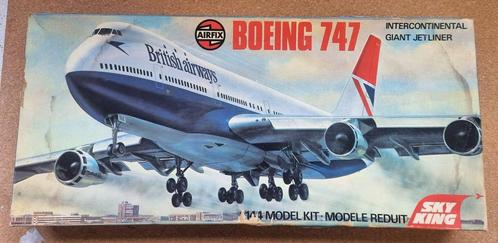 AIRFIX
BOEING 747
INTERCONTINENTAL
GIANT JETLINER
British airways
1:144 MODEL KIT • MODELE REDUIT
SKY
KING